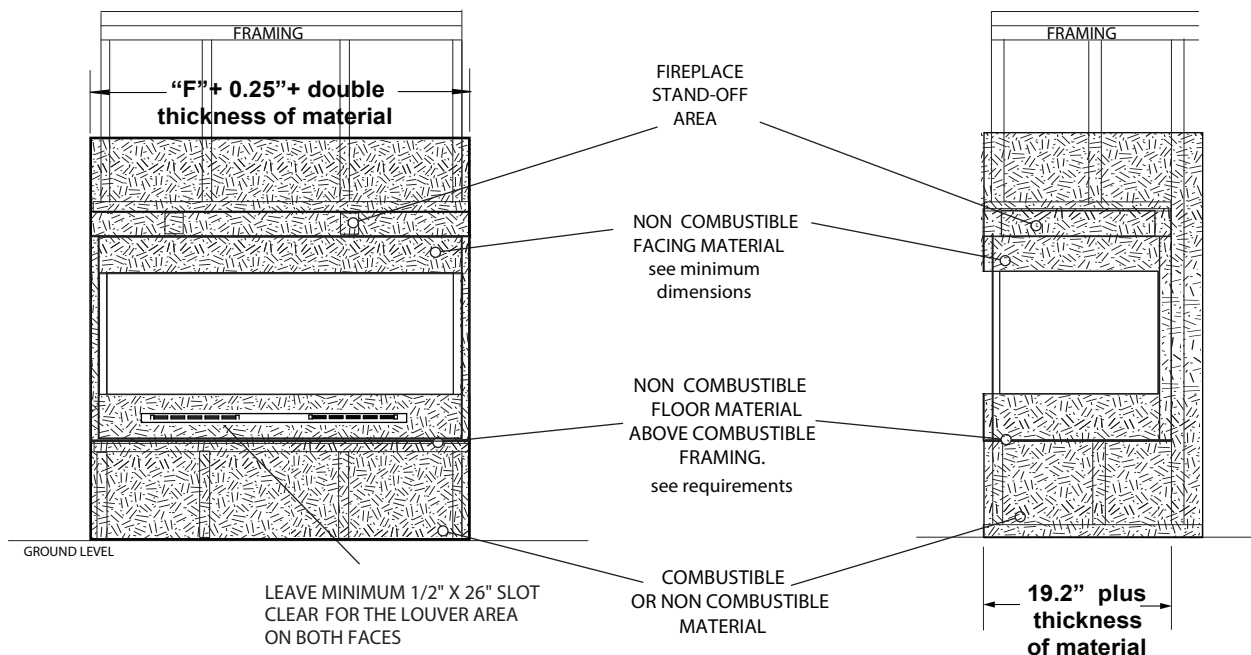 FRAMING
“F”+ 0.25”+ double
thickness of material
FIREPLACE
STAND-OFF
AREA
FRAMING
NON COMBUSTIBLE
FACING MATERIAL
see minimum
dimensions
NON COMBUSTIBLE
FLOOR MATERIAL
ABOVE COMBUSTIBLE
FRAMING.
see requirements
GROUND LEVEL
LEAVE MINIMUM 1/2" X 26" SLOT
CLEAR FOR THE LOUVER AREA
ON BOTH FACES
COMBUSTIBLE
OR NON COMBUSTIBLE
MATERIAL
19.2” plus
thickness
of material